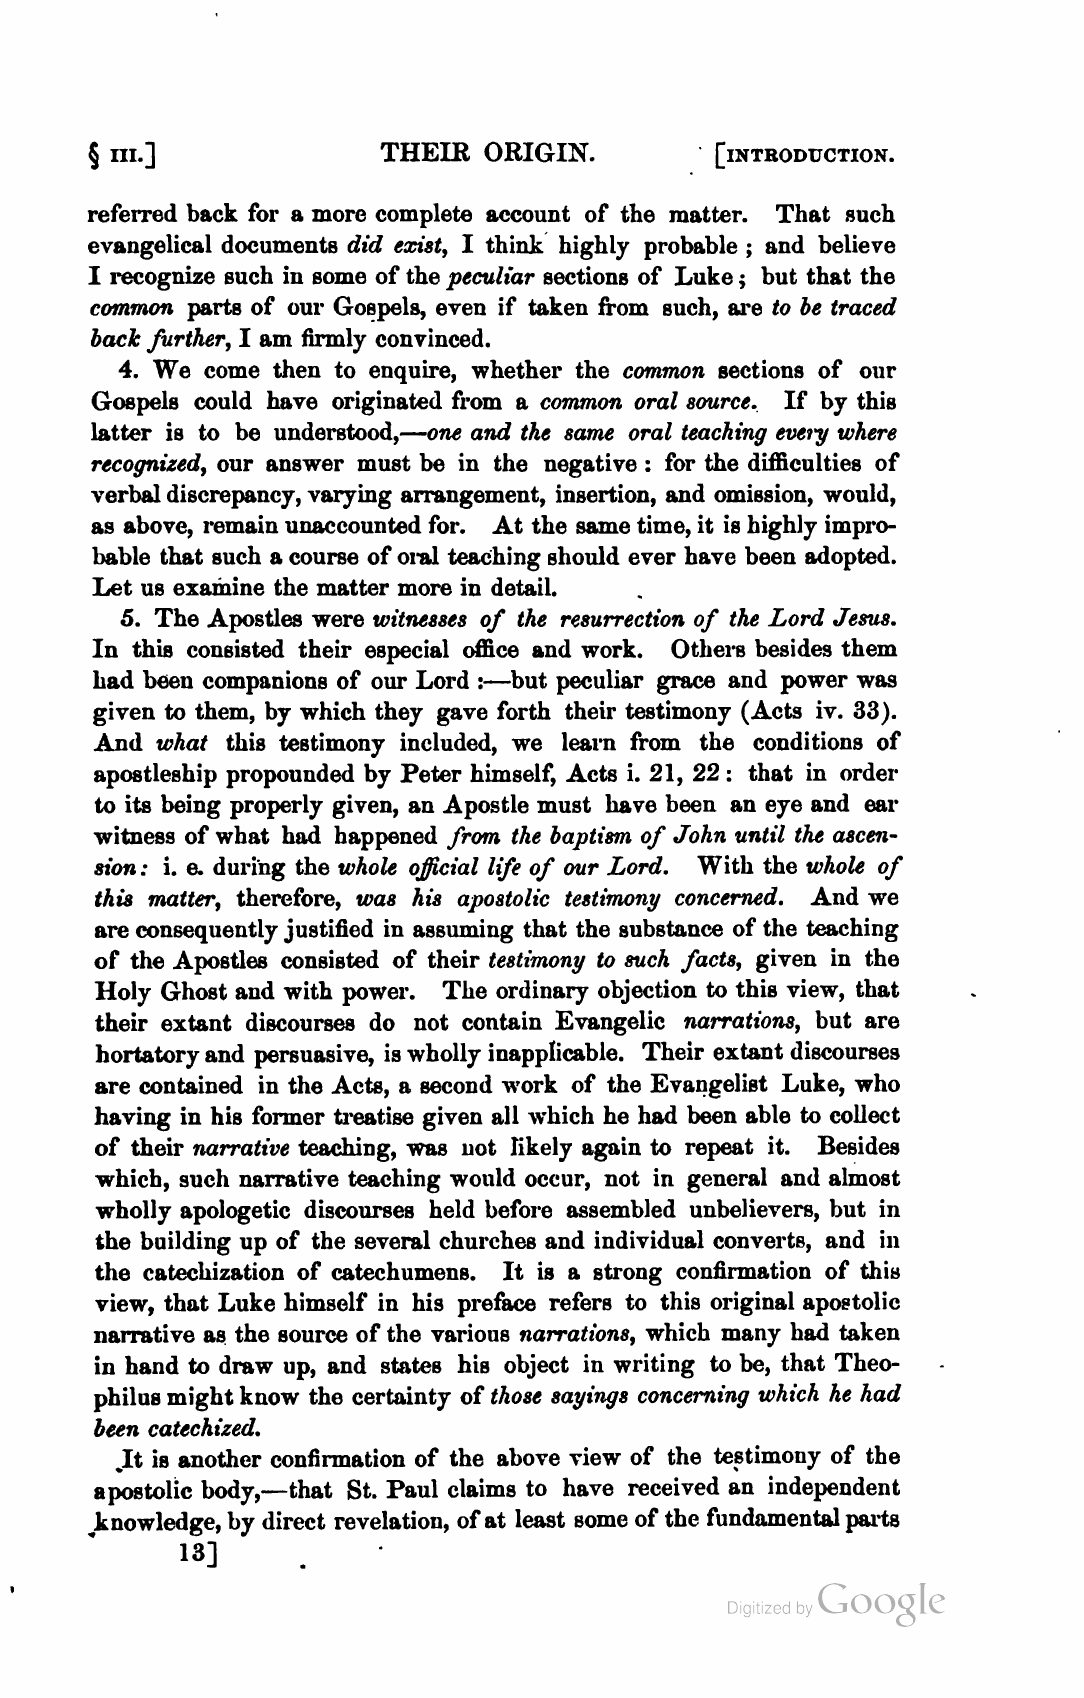 § III.] THEIR ORIGIN. [INTRODUCTION.
referred back for a more complete account of the matter. That such
evangelical documents did exist, I think highly probable ; and believe
I recognize such in some of the peculiar sections of Luke ; but that the
common parts of our Gospels, even if taken from such, are to be traced
back further, I am firmly convinced.
4. We come then to enquire, whether the common sections of our
Gospels could have originated from a common oral source. If by this
latter is to be understood,—one and the same oral teaching every where
recognized, our answer must be in the negative : for the difficulties of
verbal discrepancy, varying arrangement, insertion, and omission, would,
as above, remain unaccounted for. At the same time, it is highly impro-
bable that such a course of oral teaching should ever have been adopted.
Let us examine the matter more in detail.
5. The Apostles were witnesses of the resurrection of the Lord Jesus.
In this consisted their especial office and work. Others besides them
had been companions of our Lord :—but peculiar grace and power was
given to them, by which they gave forth their testimony (Acts iv. 33).
And what this testimony included, we learn from the conditions of
apostleship propounded by Peter himself, Acts i. 21, 22 : that in order
to its being properly given, an Apostle must have been an eye and ear
witness of what had happened from the baptism of John until the ascen-
sion : i. e. during the whole official life of our Lord. With the whole of
this matter, therefore, was his apostolic testimony concerned. And we
are consequently justified in assuming that the substance of the teaching
of the Apostles consisted of their testimony to such facts, given in the
Holy Ghost and with power. The ordinary objection to this view, that
their extant discourses do not contain Evangelic narrations, but are
hortatory and persuasive, is wholly inapplicable. Their extant discourses
are contained in the Acts, a second work of the Evangelist Luke, who
having in his former treatise given all which he had been able to collect
of their narrative teaching, was not likely again to repeat it. Besides
which, such narrative teaching would occur, not in general and almost
wholly apologetic discourses held before assembled unbelievers, but in
the building up of the several churches and individual converts, and in
the catechization of catechumens. It is a strong confirmation of this
view, that Luke himself in his preface refers to this original apostolic
narrative as the source of the various narrations, which many had taken
in hand to draw up, and states his object in writing to be, that Theo-
philus might know the certainty of those sayings concerning which he had
been catechized.
It is another confirmation of the above view of the testimony of the
apostolic body,—that St. Paul claims to have received an independent
knowledge, by direct revelation, of at least some of the fundamental parts
13]
Digitized by Google